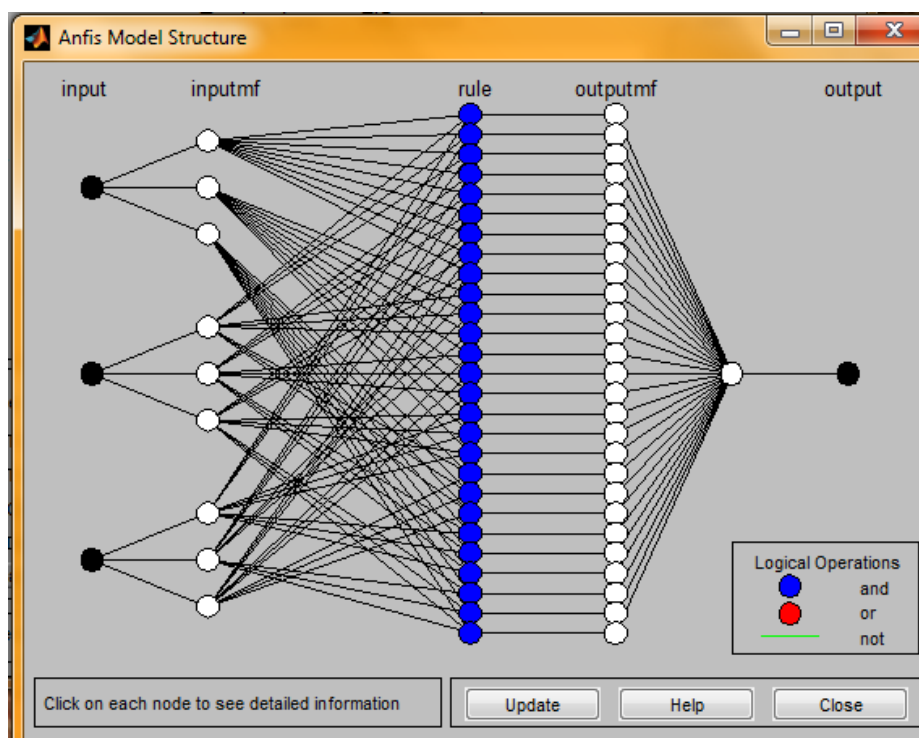 Anfis Model Structure
input inputmf rule outputmf output
Logical Operations
and
or
not
Click on each node to see detailed information
Update Help Close